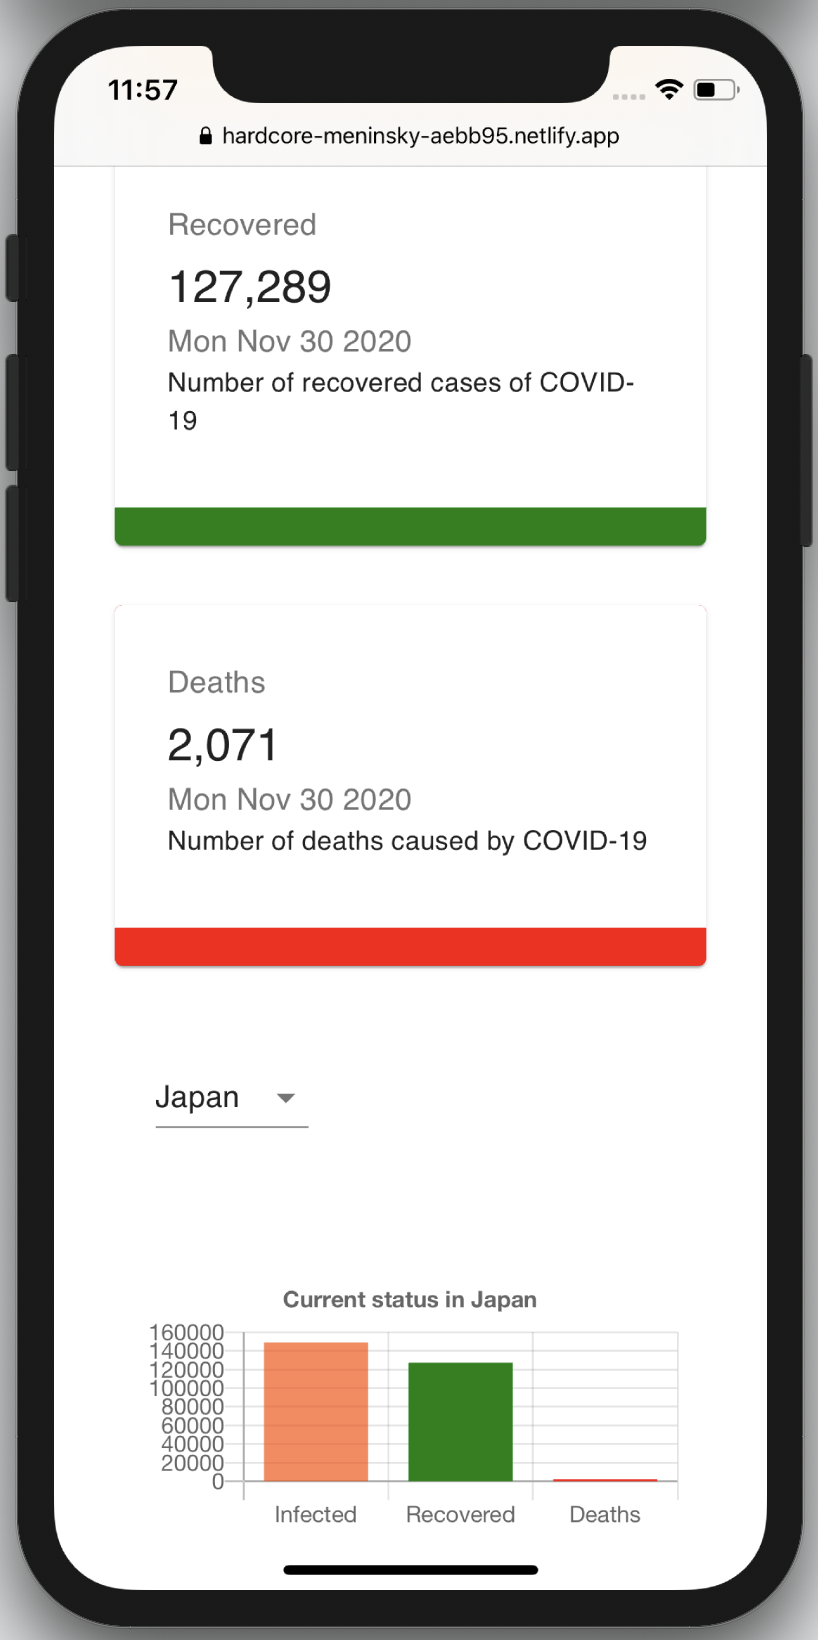 11:57
hardcore-meninsky-aebb95.netlify.app
Recovered
127,289
Mon Nov 30 2020
Number of recovered cases of COVID-
19
Deaths
2,071
Mon Nov 30 2020
Number of deaths caused by COVID-19
Japan
Current status in Japan
160000
140000
120000
100000
80000
60000
40000
20000
0
Infected Recovered Deaths